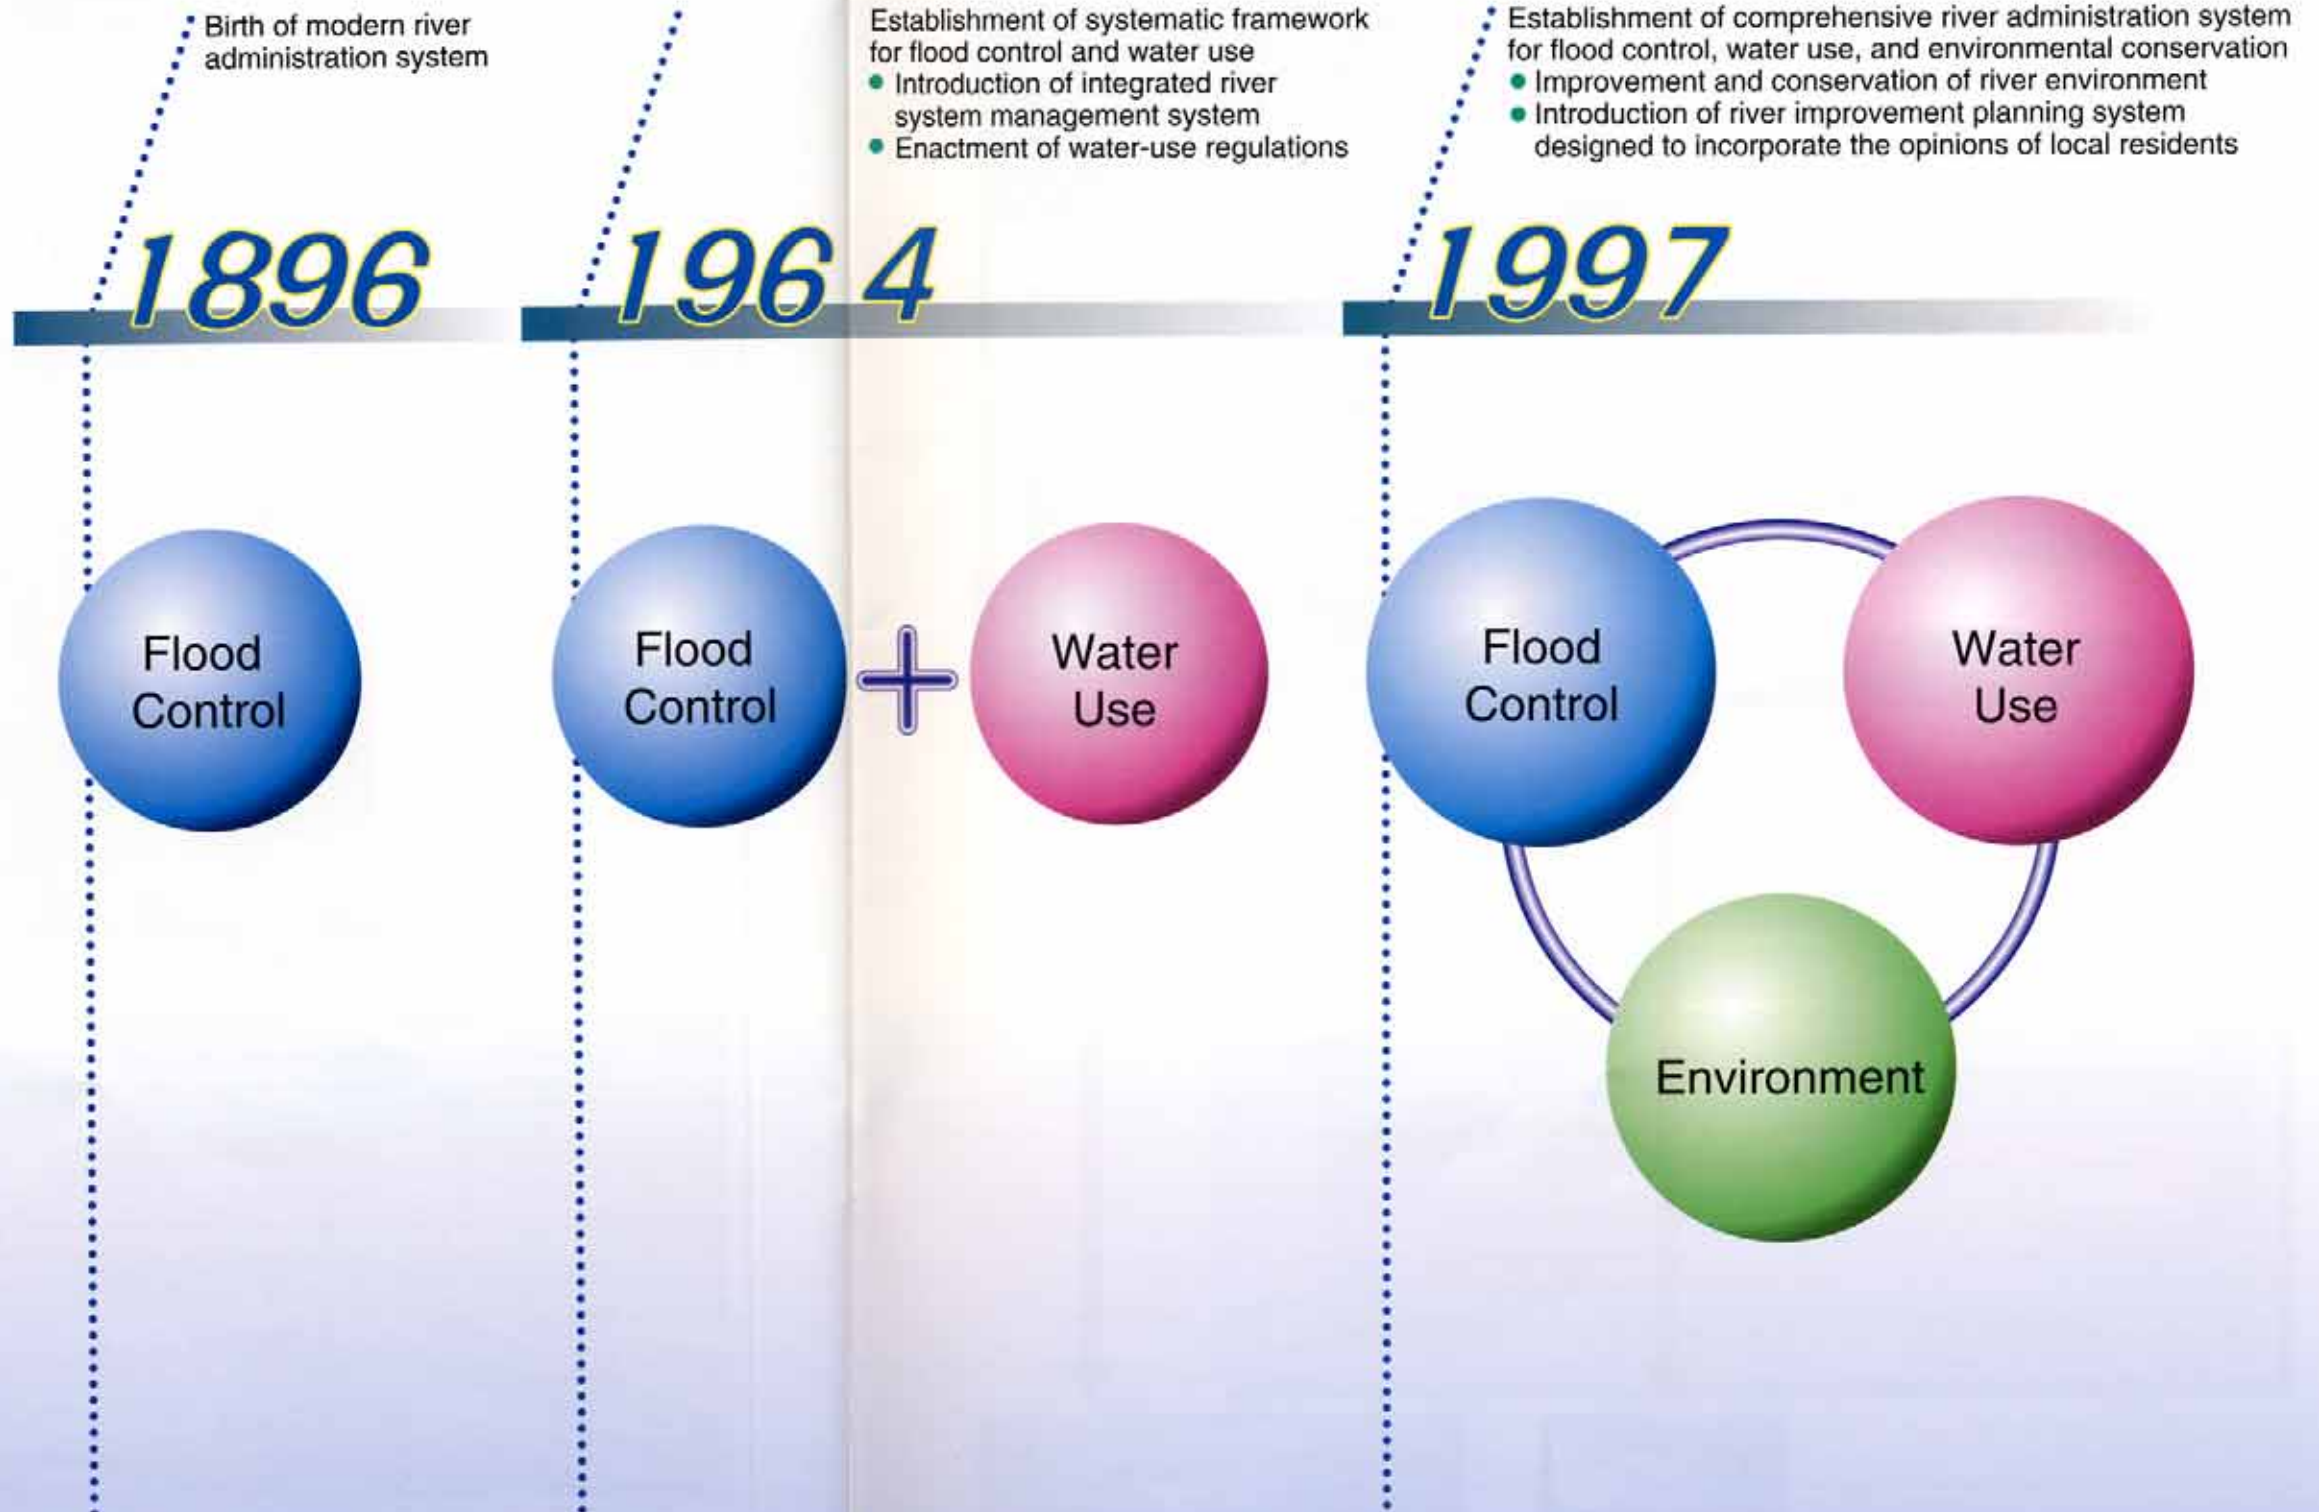 Birth of modern river
administration system
Establishment of systematic framework
for flood control and water use
● Introduction of integrated river
system management system
● Enactment of water-use regulations
Establishment of comprehensive river administration system
for flood control, water use, and environmental conservation
● Improvement and conservation of river environment
● Introduction of river improvement planning system
designed to incorporate the opinions of local residents
1896
1964
1997
Flood
Control
Flood
Control
+
Water
Use
Flood
Control
Water
Use
Environment